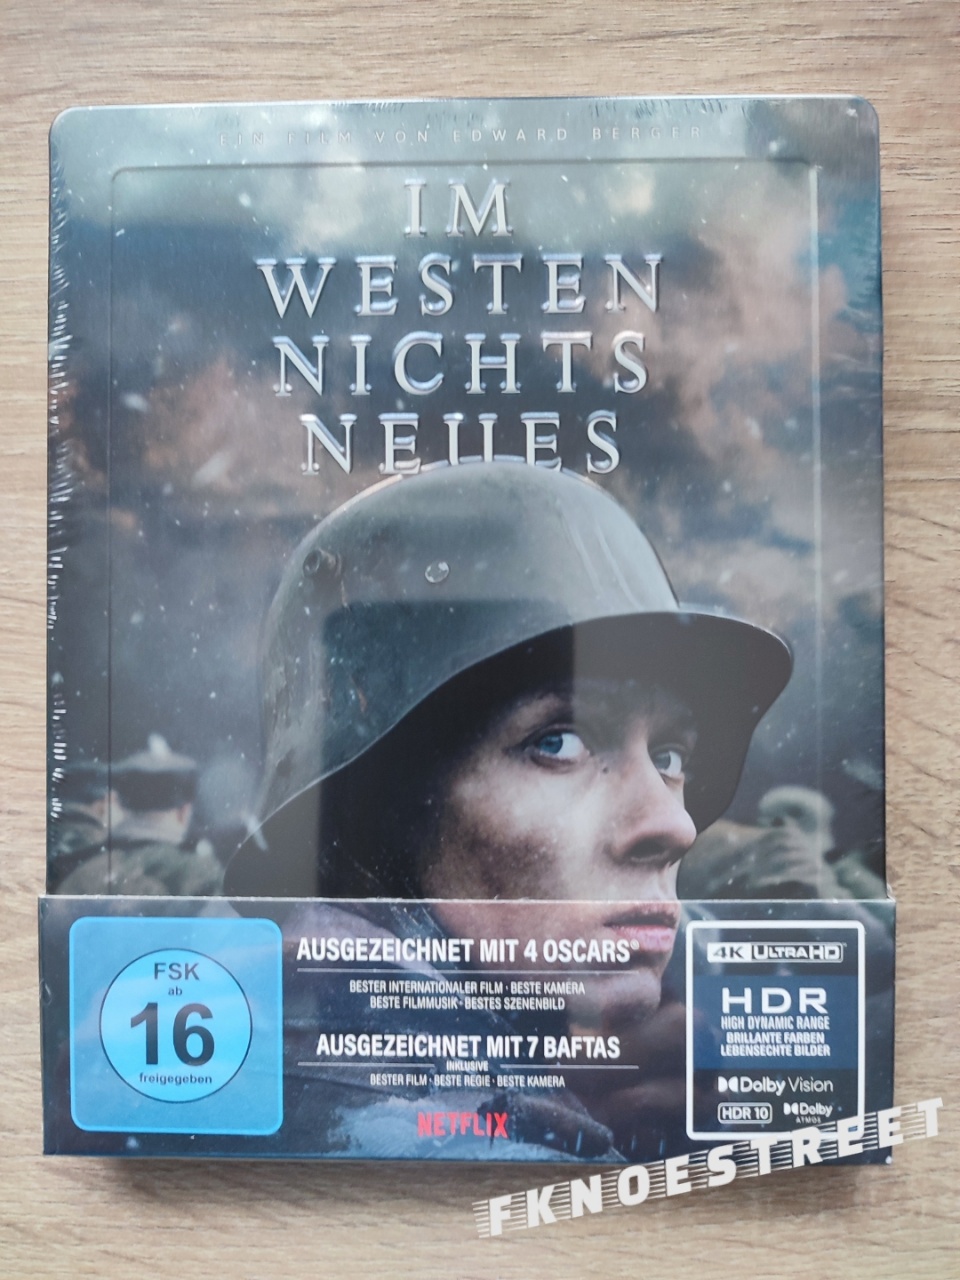 EIN FILM VON EDWARD BERGER
IM
WESTEN
NICHTS
NEUES
FSK
ab
16
freigegeben
AUSGEZEICHNET MIT 4 OSCARS®
BESTER INTERNATIONALER FILM · BESTE KAMERA
BESTE FILMMUSIK · BESTES SZENENBILD
AUSGEZEICHNET MIT 7 BAFTAS
INKLUSIVE
BESTER FILM · BESTE REGIE · BESTE KAMERA
NETFLIX
4K ULTRA HD
HDR
HIGH DYNAMIC RANGE
BRILLANTE FARBEN
LEBENSECHTE BILDER
Dolby Vision
HDR 10 Dolby
ATMOS
FKNOESTREET